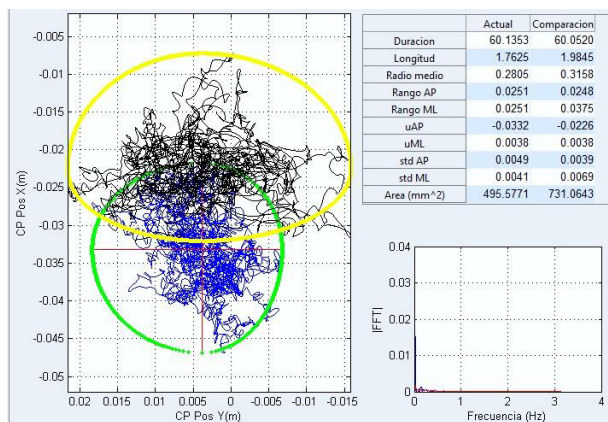 Actual Comparacion
Duracion 60.1353 60.0520
Longitud 1.7625 1.9845
Radio medio 0.2805 0.3158
Rango AP 0.0251 0.0248
Rango ML 0.0251 0.0375
uAP -0.0332 -0.0226
uML 0.0038 0.0038
std AP 0.0049 0.0039
std ML 0.0041 0.0069
Area (mm^2) 495.5771 731.0643
-0.005
-0.01
-0.015
-0.02
-0.025
-0.03
-0.035
-0.04
-0.045
-0.05
CP Pos X(m)
0.02 0.015 0.01 0.005 0 -0.005 -0.01 -0.015
CP Pos Y(m)
0.04
0.03
0.02
0.01
0
|FFT|
0 1 2 3 4
Frecuencia (Hz)